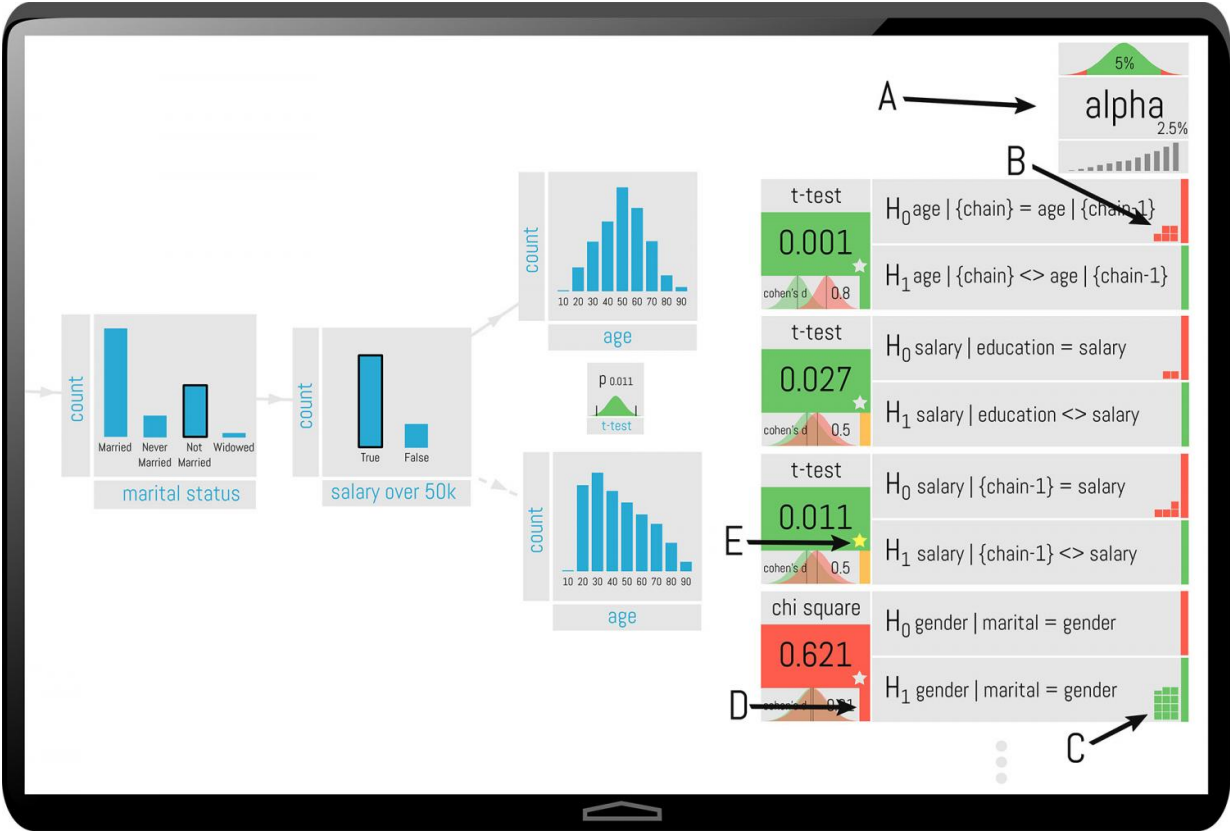 5%
A
alpha
2.5%
B
count
10 20 30 40 50 60 70 80 90
age
p 0.011
t-test
count
Married
Never Married
Not Married
Widowed
marital status
count
True
False
salary over 50k
count
10 20 30 40 50 60 70 80 90
age
t-test
0.001
cohen's d 0.8
H0 age | {chain} = age | {chain-1}
H1 age | {chain} <> age | {chain-1}
t-test
0.027
cohen's d 0.5
H0 salary | education = salary
H1 salary | education <> salary
t-test
0.011
cohen's d 0.5
H0 salary | {chain-1} = salary
H1 salary | {chain-1} <> salary
E
chi square
0.621
cohen's d
H0 gender | marital = gender
H1 gender | marital = gender
D
C